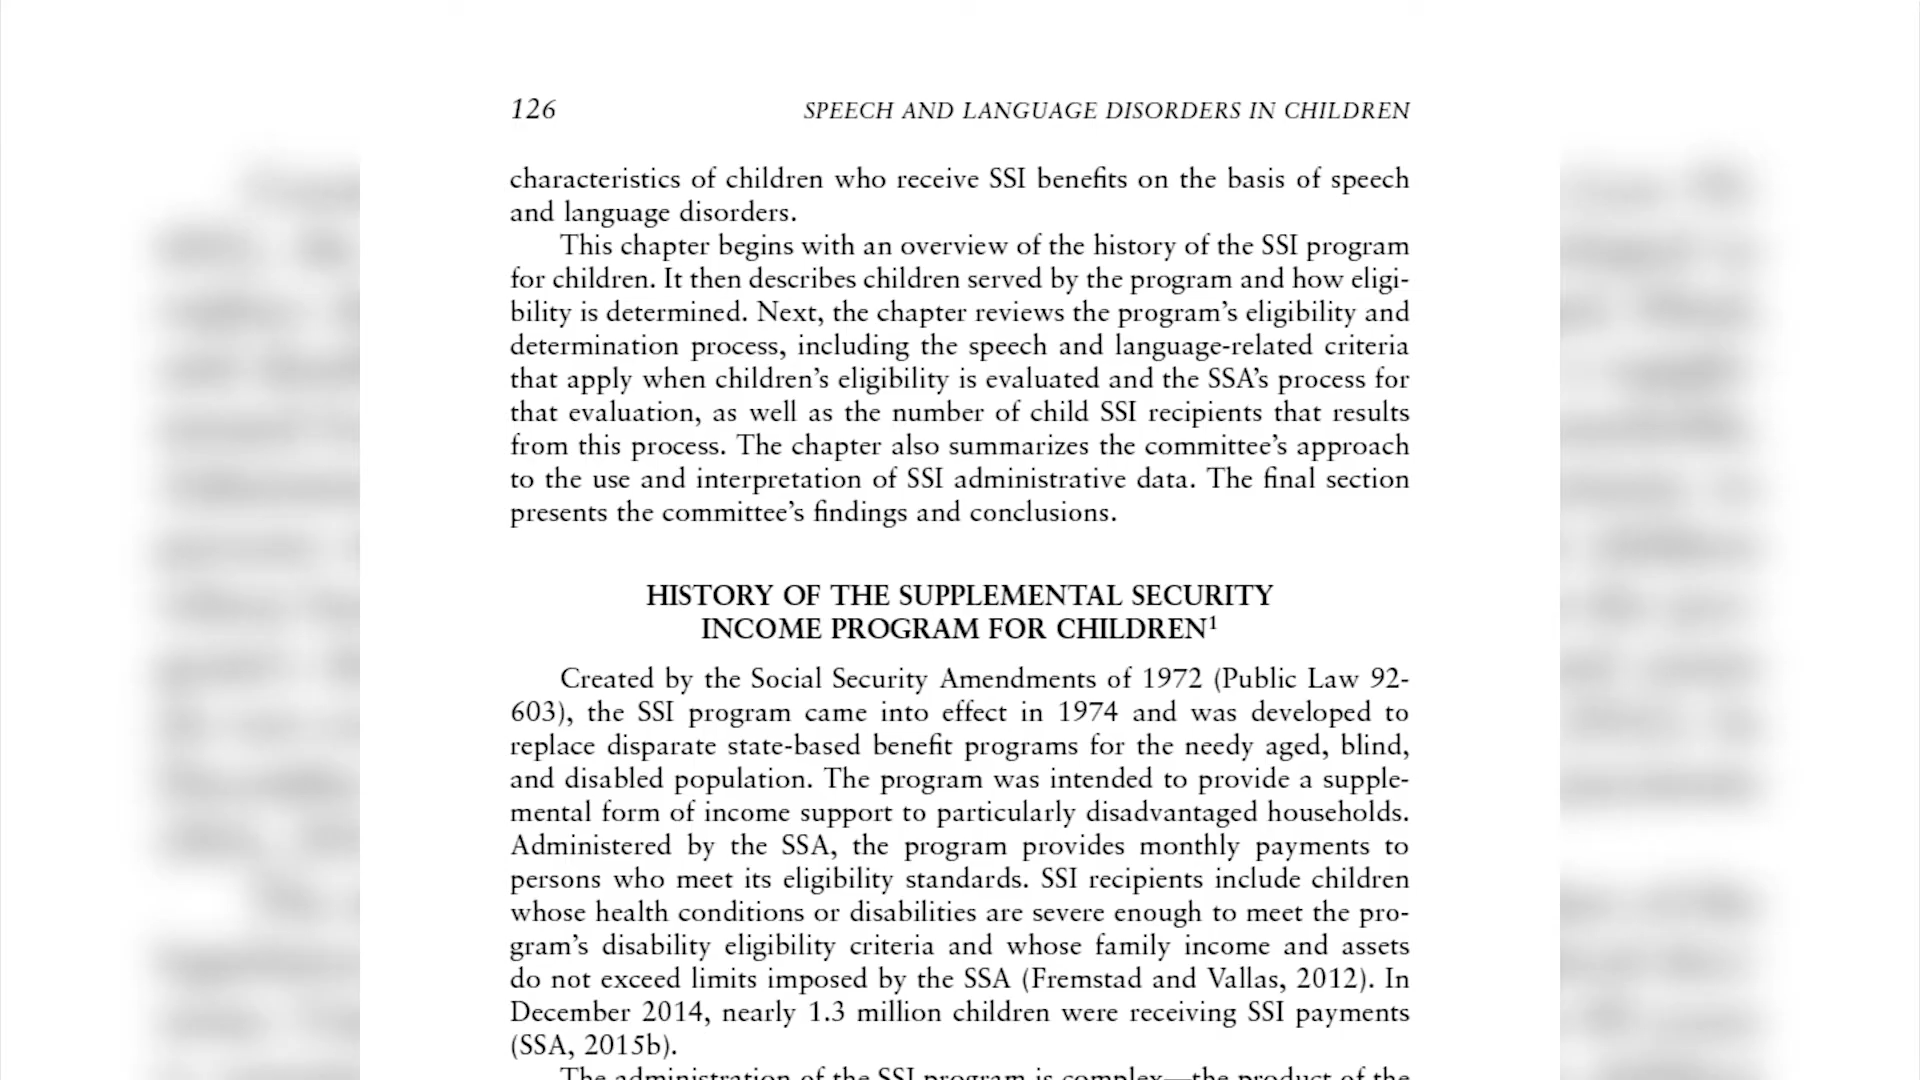 126 SPEECH AND LANGUAGE DISORDERS IN CHILDREN
characteristics of children who receive SSI benefits on the basis of speech
and language disorders.
This chapter begins with an overview of the history of the SSI program
for children. It then describes children served by the program and how eligi-
bility is determined. Next, the chapter reviews the program’s eligibility and
determination process, including the speech and language-related criteria
that apply when children’s eligibility is evaluated and the SSA’s process for
that evaluation, as well as the number of child SSI recipients that results
from this process. The chapter also summarizes the committee’s approach
to the use and interpretation of SSI administrative data. The final section
presents the committee’s findings and conclusions.
HISTORY OF THE SUPPLEMENTAL SECURITY
INCOME PROGRAM FOR CHILDREN¹
Created by the Social Security Amendments of 1972 (Public Law 92-
603), the SSI program came into effect in 1974 and was developed to
replace disparate state-based benefit programs for the needy aged, blind,
and disabled population. The program was intended to provide a supple-
mental form of income support to particularly disadvantaged households.
Administered by the SSA, the program provides monthly payments to
persons who meet its eligibility standards. SSI recipients include children
whose health conditions or disabilities are severe enough to meet the pro-
gram’s disability eligibility criteria and whose family income and assets
do not exceed limits imposed by the SSA (Fremstad and Vallas, 2012). In
December 2014, nearly 1.3 million children were receiving SSI payments
(SSA, 2015b).
The administration of the SSI program is complex—the product of the